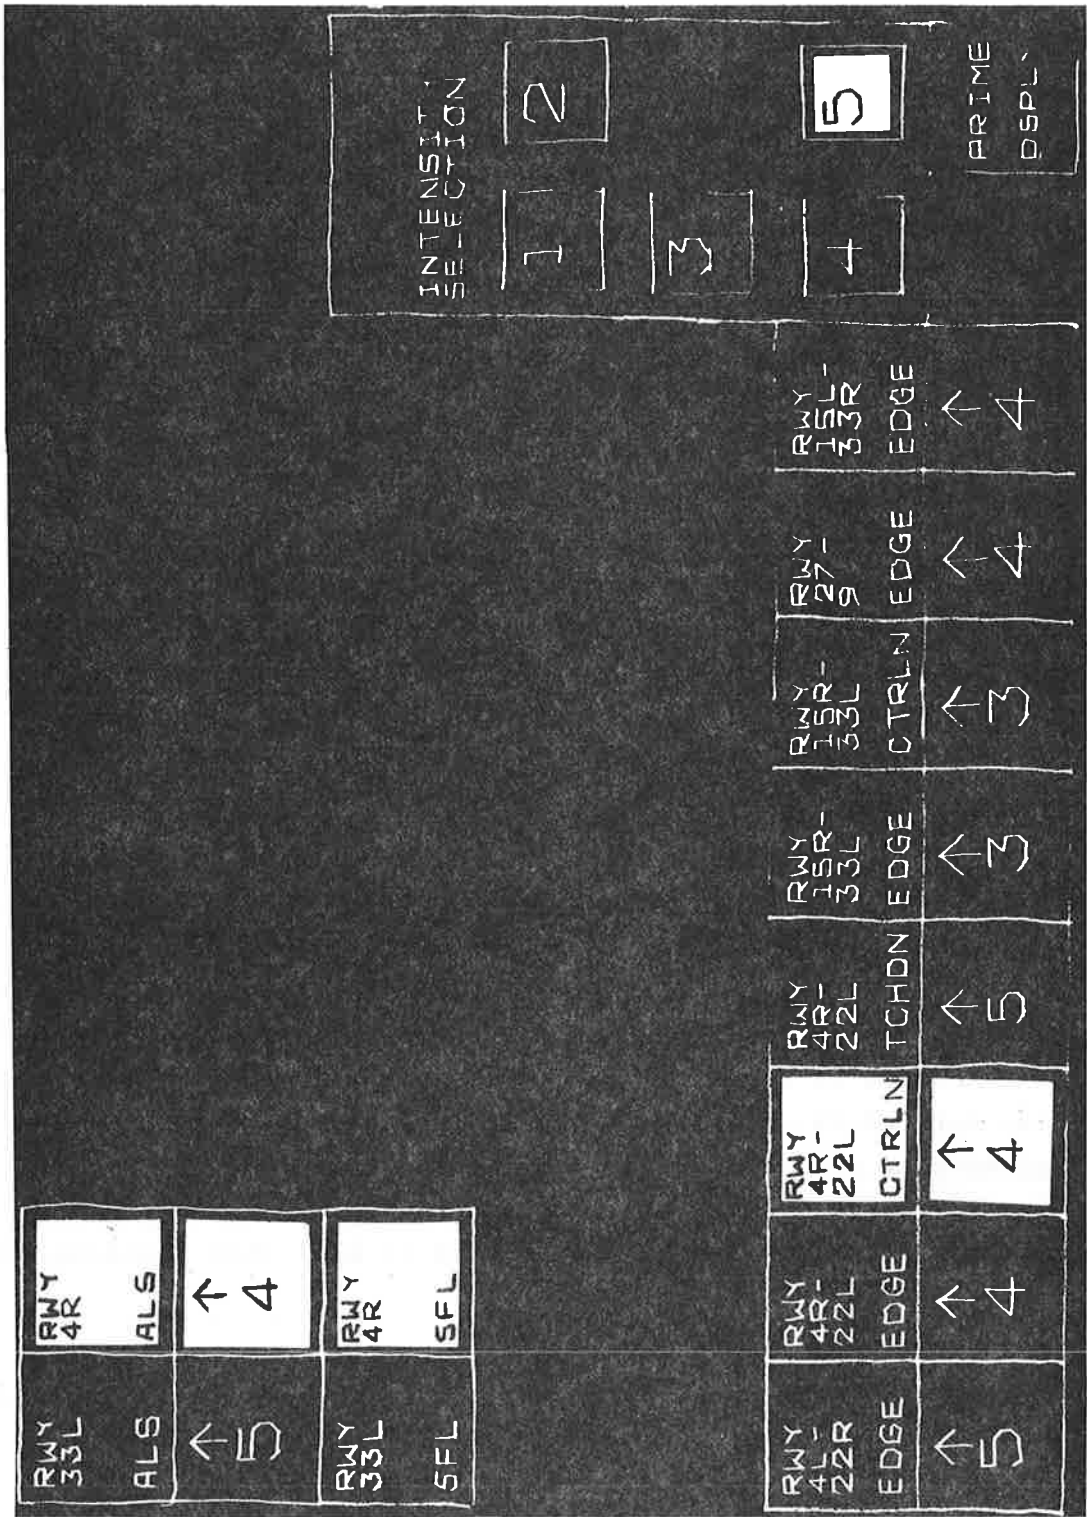 RWY
33L
ALS
RWY
4R
ALS
↑
5
↑
4
RWY
33L
SFL
RWY
4R
SFL
INTENSITY
SELECTION
1
2
3
4
5
RWY
4L-
22R
EDGE
RWY
4R-
22L
EDGE
RWY
4R-
22L
CTRLN
RWY
4R-
22L
TCHDN
RWY
15R-
33L
EDGE
RWY
15R-
33L
CTRLN
RWY
27-
9
EDGE
RWY
15L-
33R
EDGE
PRIME
DSPLY
↑
5
↑
4
↑
4
↑
5
↑
3
↑
3
↑
4
↑
4